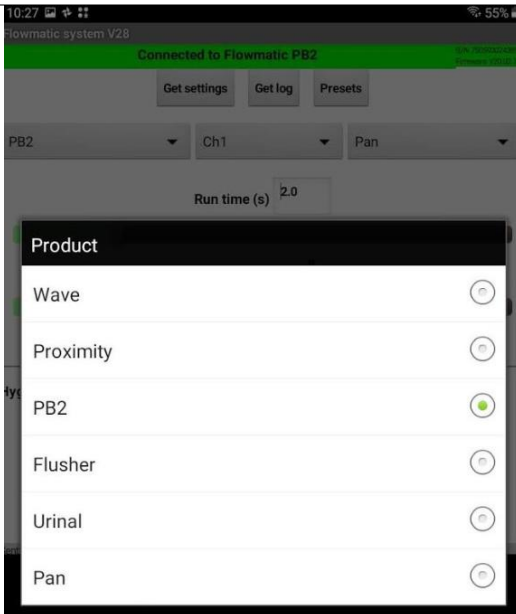 10:27 55%
Flowmatic system V28
Connected to Flowmatic PB2
Get settings Get log Presets
PB2 Ch1 Pan
Run time (s) 2.0
Product
Wave
Proximity
PB2
Flusher
Urinal
Pan